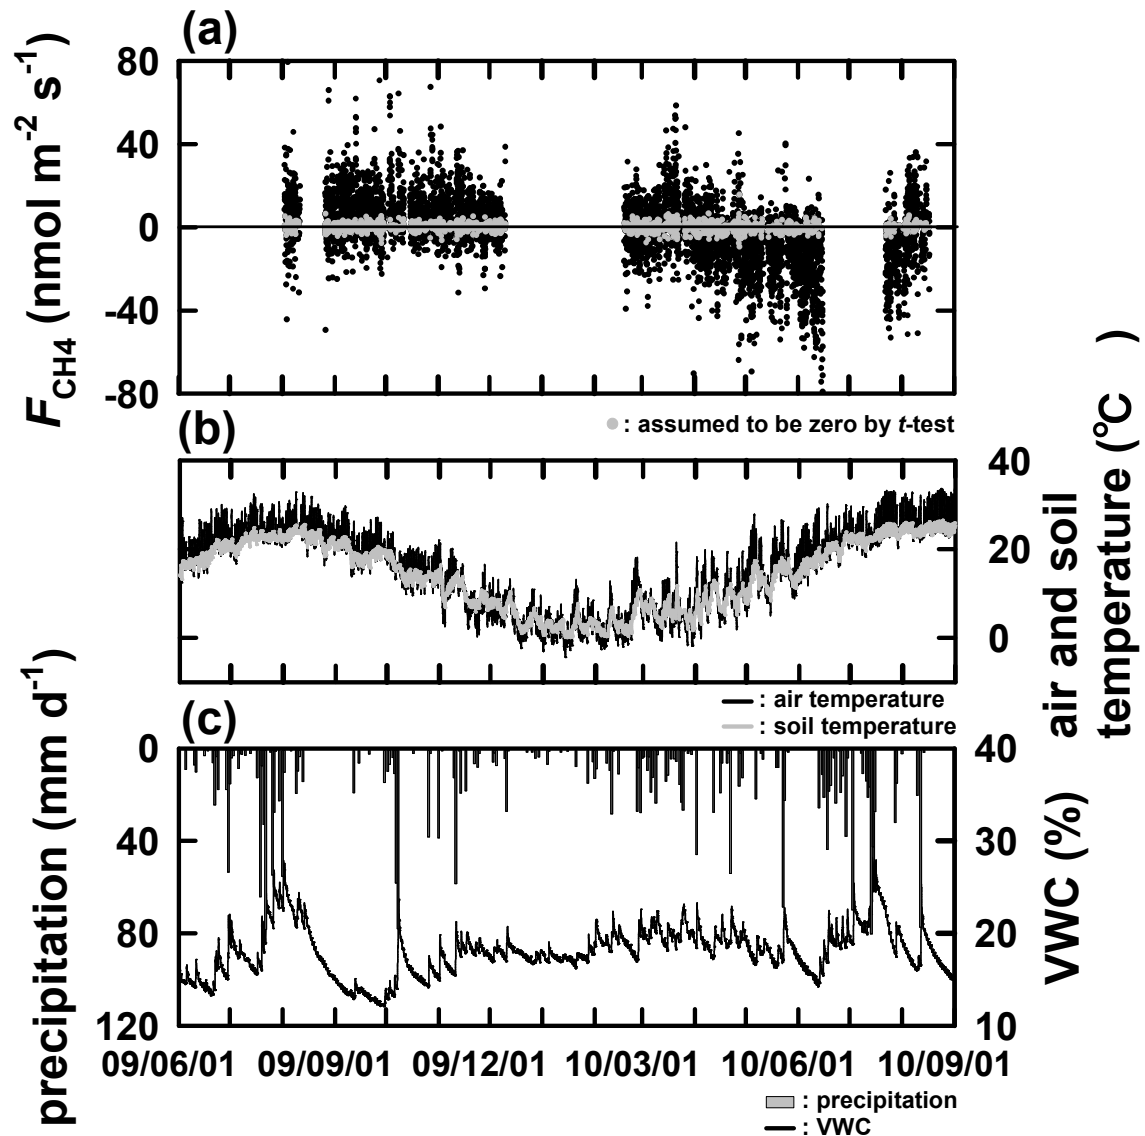 (a)
F CH4 (nmol m-2 s-1)
80
40
0
-40
-80
: assumed to be zero by t-test
(b)
40
20
0
air and soil
temperature (℃ )
: air temperature
: soil temperature
(c)
precipitation (mm d-1)
0
40
80
120
40
30
20
10
VWC (%)
09/06/01 09/09/01 09/12/01 10/03/01 10/06/01 10/09/01
: precipitation
: VWC